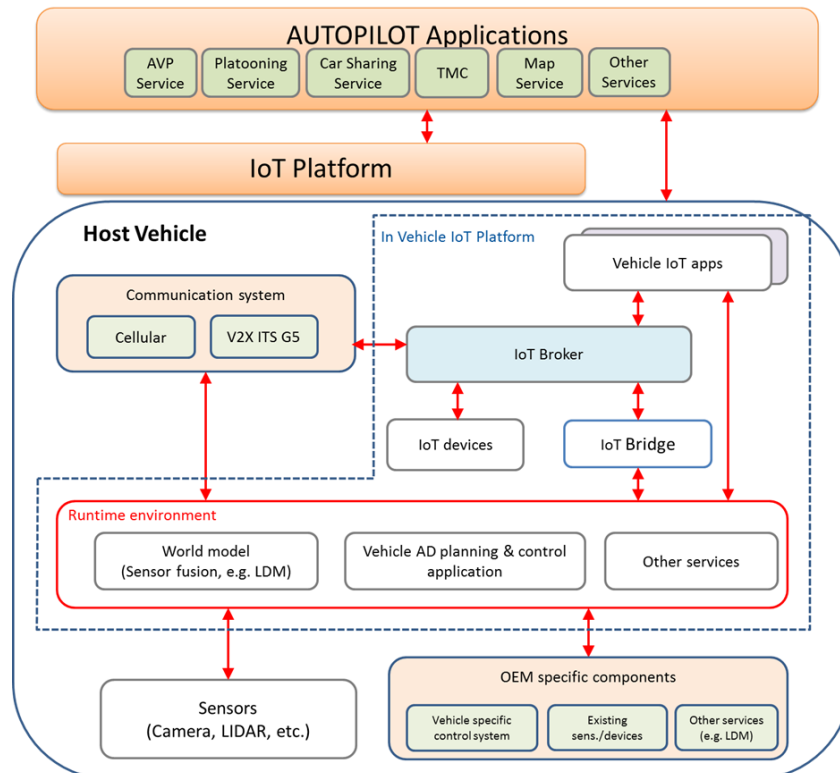 AUTOPILOT Applications
AVP
Service
Platooning
Service
Car Sharing
Service
TMC
Map
Service
Other
Services
IoT Platform
Host Vehicle
In Vehicle IoT Platform
Vehicle IoT apps
Communication system
Cellular
V2X ITS G5
IoT Broker
IoT devices
IoT Bridge
Runtime environment
World model
(Sensor fusion, e.g. LDM)
Vehicle AD planning & control
application
Other services
Sensors
(Camera, LIDAR, etc.)
OEM specific components
Vehicle specific
control system
Existing
sens./devices
Other services
(e.g. LDM)